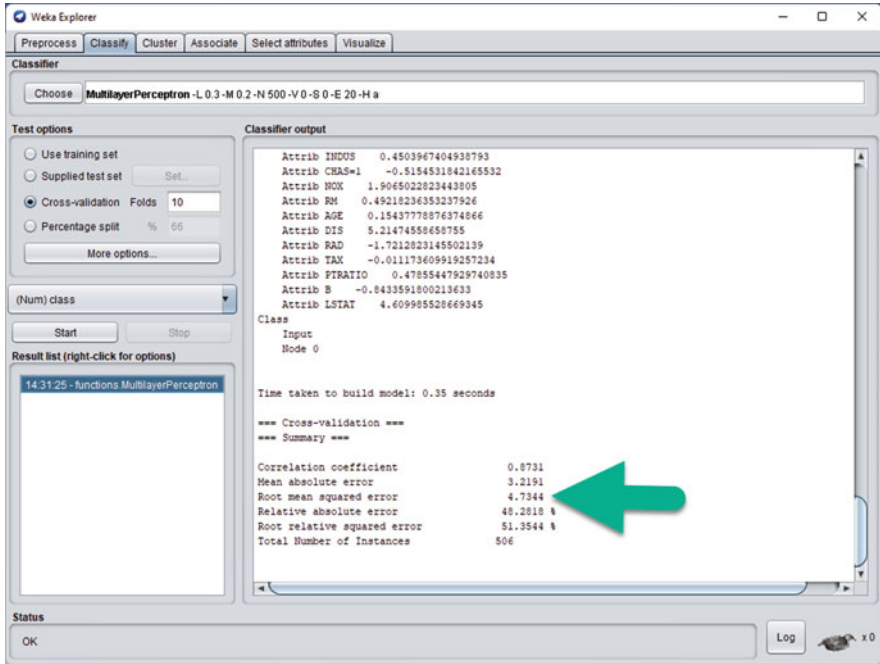 Weka Explorer
Preprocess Classify Cluster Associate Select attributes Visualize
Classifier
Choose MultilayerPerceptron -L 0.3 -M 0.2 -N 500 -V 0 -S 0 -E 20 -H a
Test options
Use training set
Supplied test set Set...
Cross-validation Folds 10
Percentage split % 66
More options...
(Num) class
Start Stop
Result list (right-click for options)
14:31:25 - functions.MultilayerPerceptron
Classifier output
Attrib INDUS 0.4503967404938793
Attrib CHAS=1 -0.5154531842165532
Attrib NOX 1.9065022823443805
Attrib RM 0.49218236353237926
Attrib AGE 0.15437778876374866
Attrib DIS 5.21474558658755
Attrib RAD -1.7212823145502139
Attrib TAX -0.011173609919257234
Attrib PTRATIO 0.47855447929740835
Attrib B -0.8433591800213633
Attrib LSTAT 4.609985528669345
Class
Input
Node 0
Time taken to build model: 0.35 seconds
=== Cross-validation ===
=== Summary ===
Correlation coefficient 0.8731
Mean absolute error 3.2191
Root mean squared error 4.7344
Relative absolute error 48.2818 %
Root relative squared error 51.3544 %
Total Number of Instances 506
Status
OK
Log
x 0